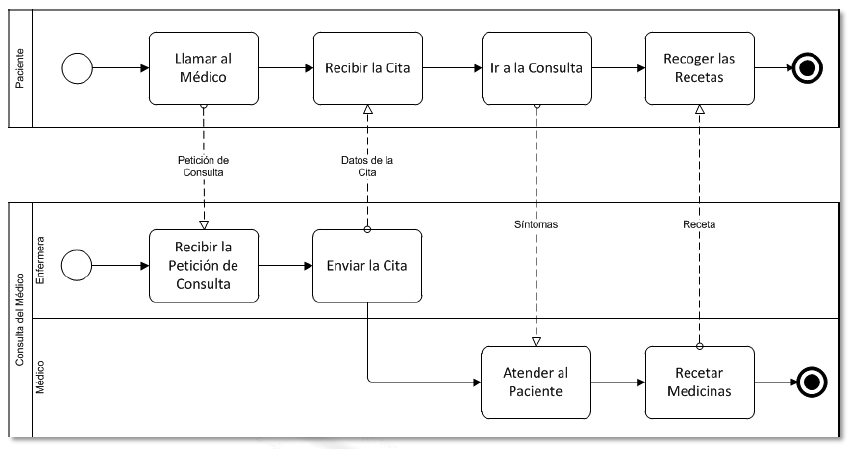 Paciente
Llamar al
Médico
Recibir la Cita
Ir a la Consulta
Recoger las
Recetas
Petición de
Consulta
Datos de la
Cita
Síntomas
Receta
Consulta del Médico
Enfermera
Recibir la
Petición de
Consulta
Enviar la Cita
Médico
Atender al
Paciente
Recetar
Medicinas